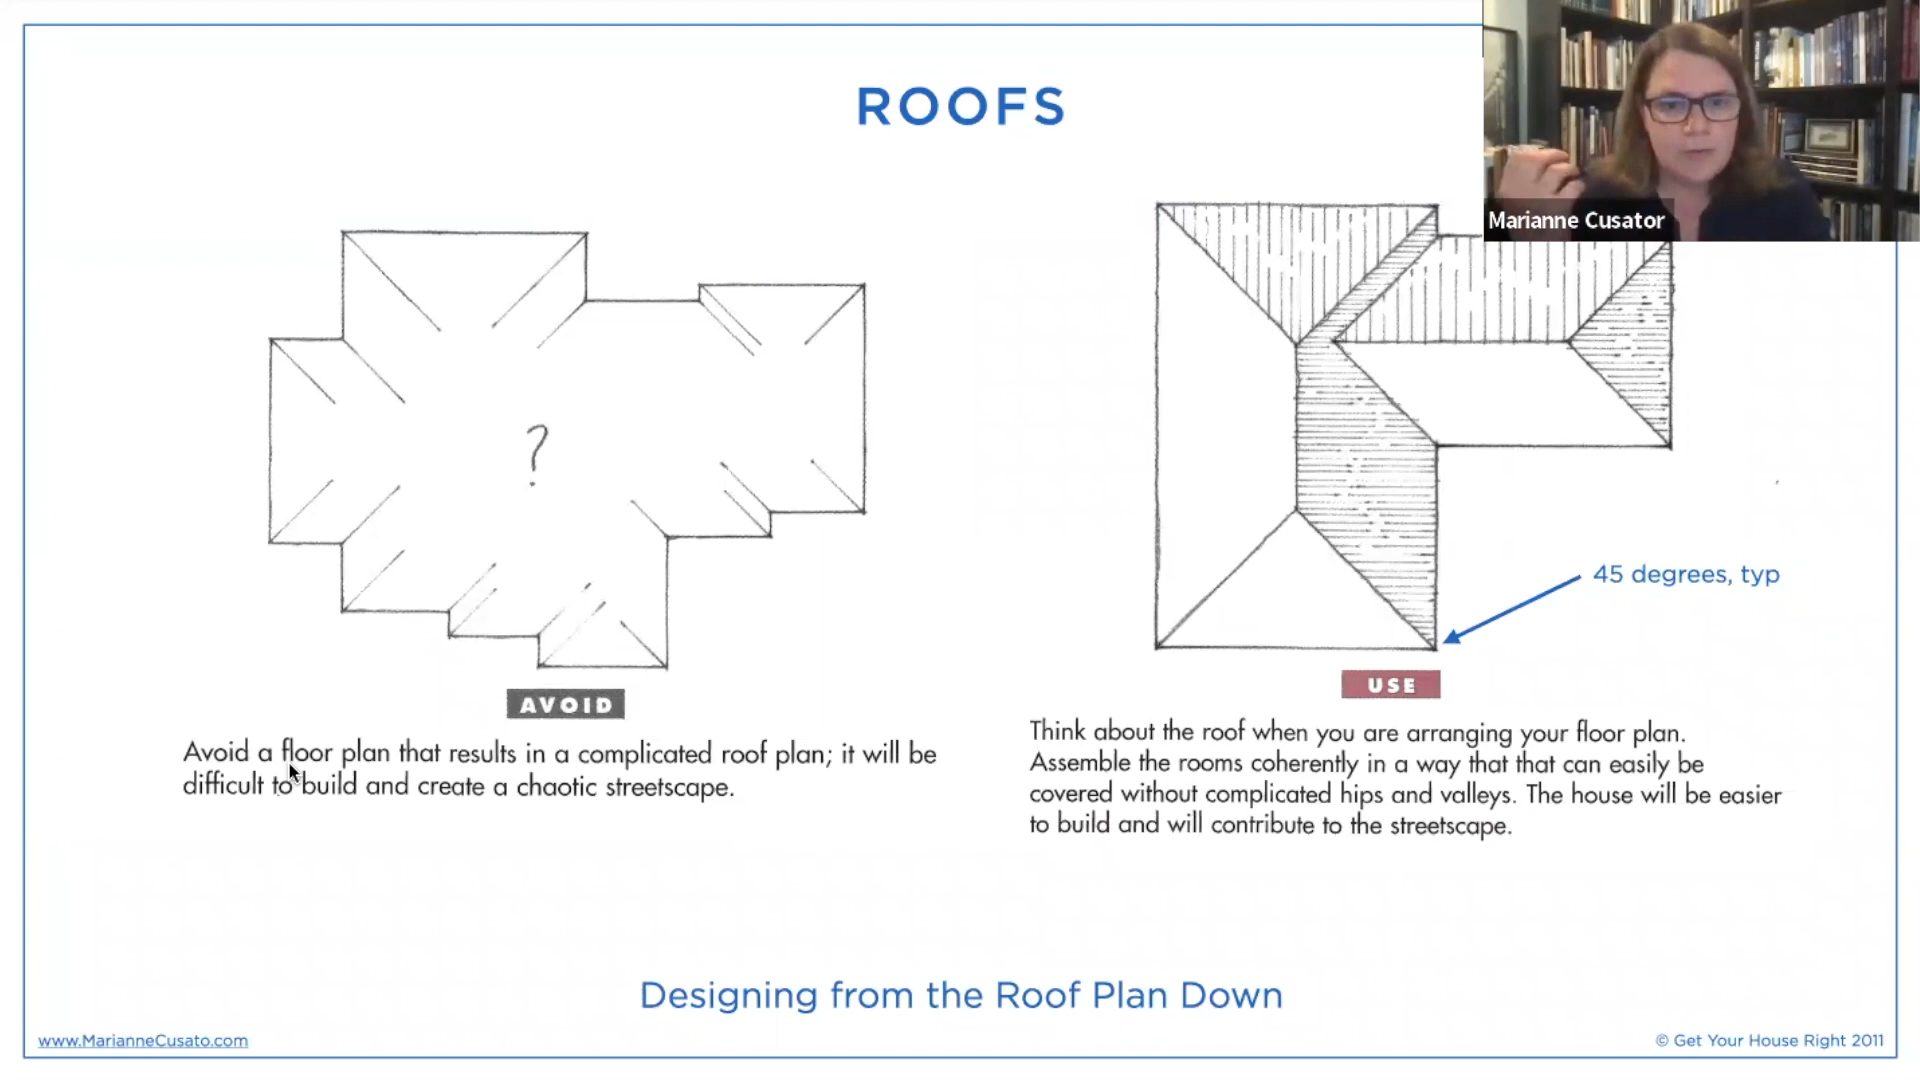 ROOFS
Marianne Cusator
?
45 degrees, typ
AVOID
Avoid a floor plan that results in a complicated roof plan; it will be
difficult to build and create a chaotic streetscape.
USE
Think about the roof when you are arranging your floor plan.
Assemble the rooms coherently in a way that that can easily be
covered without complicated hips and valleys. The house will be easier
to build and will contribute to the streetscape.
Designing from the Roof Plan Down
www.MarianneCusato.com
© Get Your House Right 2011